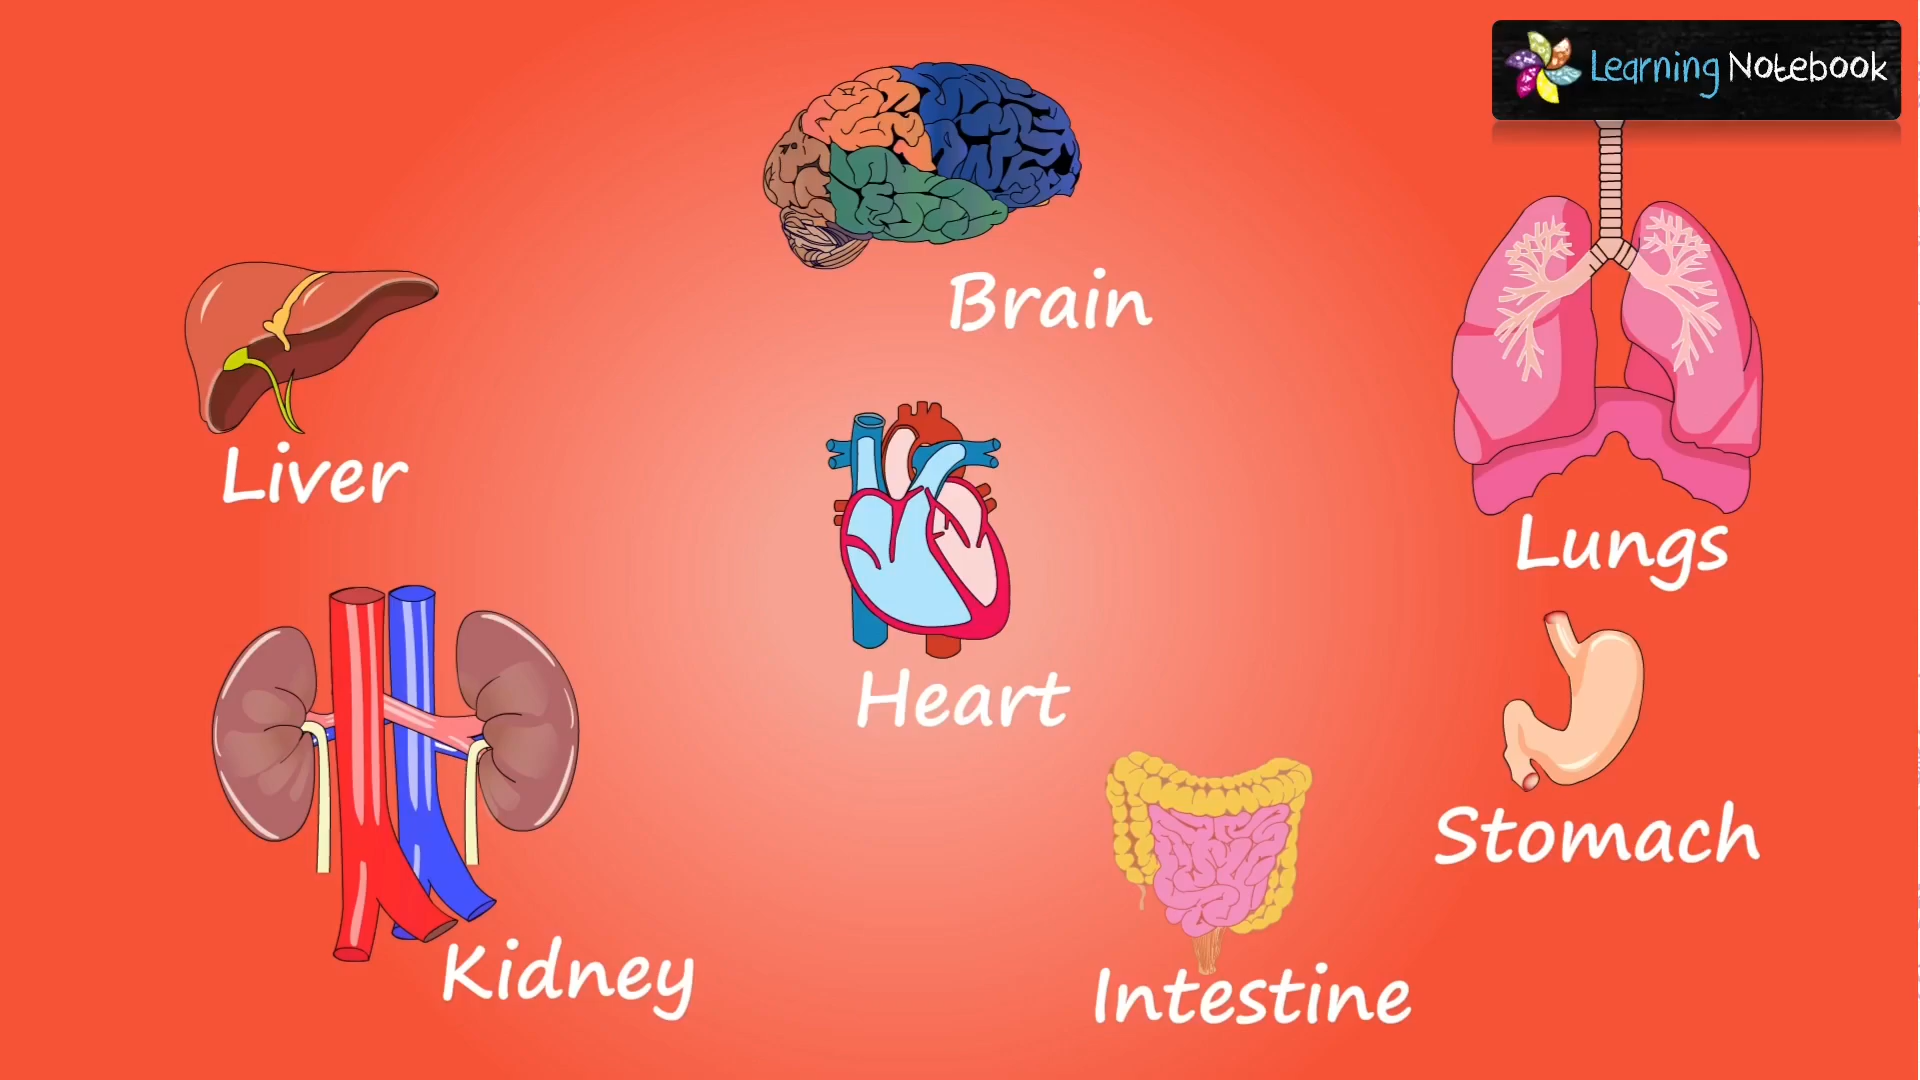 Learning Notebook
Brain
Liver
Lungs
Heart
Stomach
Kidney
Intestine